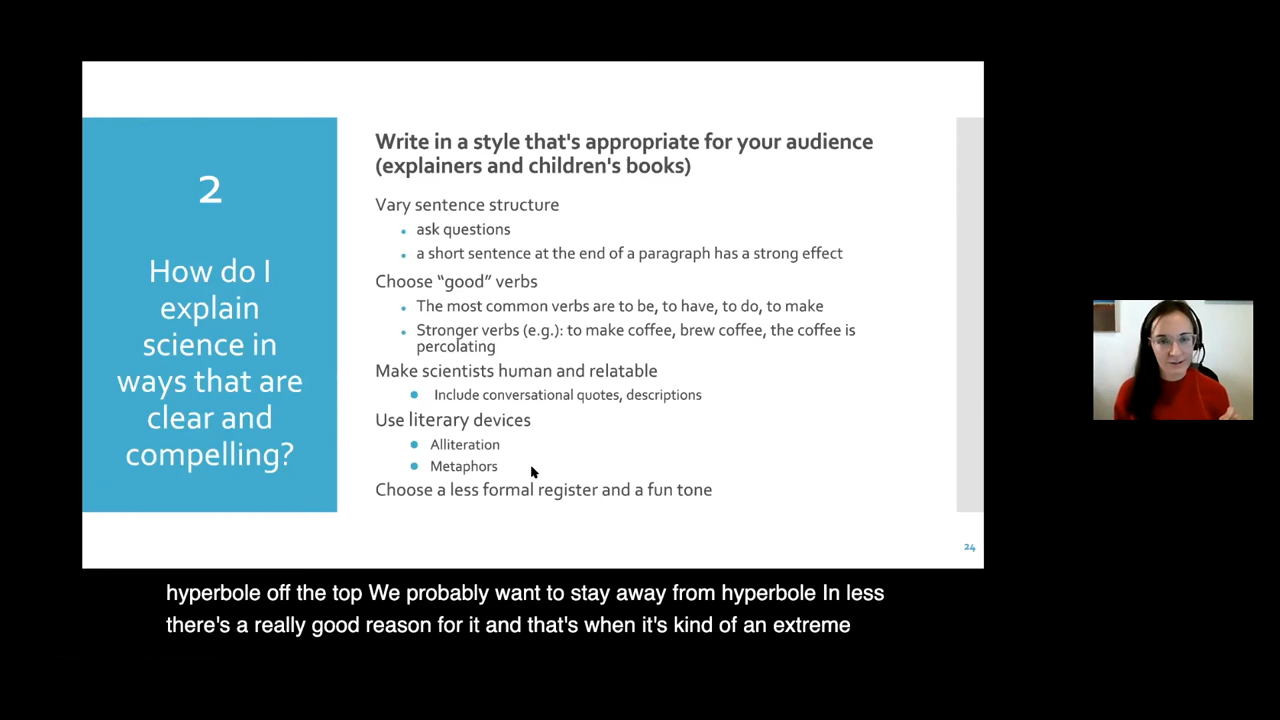 2
How do I
explain
science in
ways that are
clear and
compelling?
Write in a style that's appropriate for your audience
(explainers and children's books)
Vary sentence structure
• ask questions
• a short sentence at the end of a paragraph has a strong effect
Choose “good” verbs
• The most common verbs are to be, to have, to do, to make
• Stronger verbs (e.g.): to make coffee, brew coffee, the coffee is
percolating
Make scientists human and relatable
• Include conversational quotes, descriptions
Use literary devices
• Alliteration
• Metaphors
Choose a less formal register and a fun tone
24
hyperbole off the top We probably want to stay away from hyperbole In less
there's a really good reason for it and that's when it's kind of an extreme